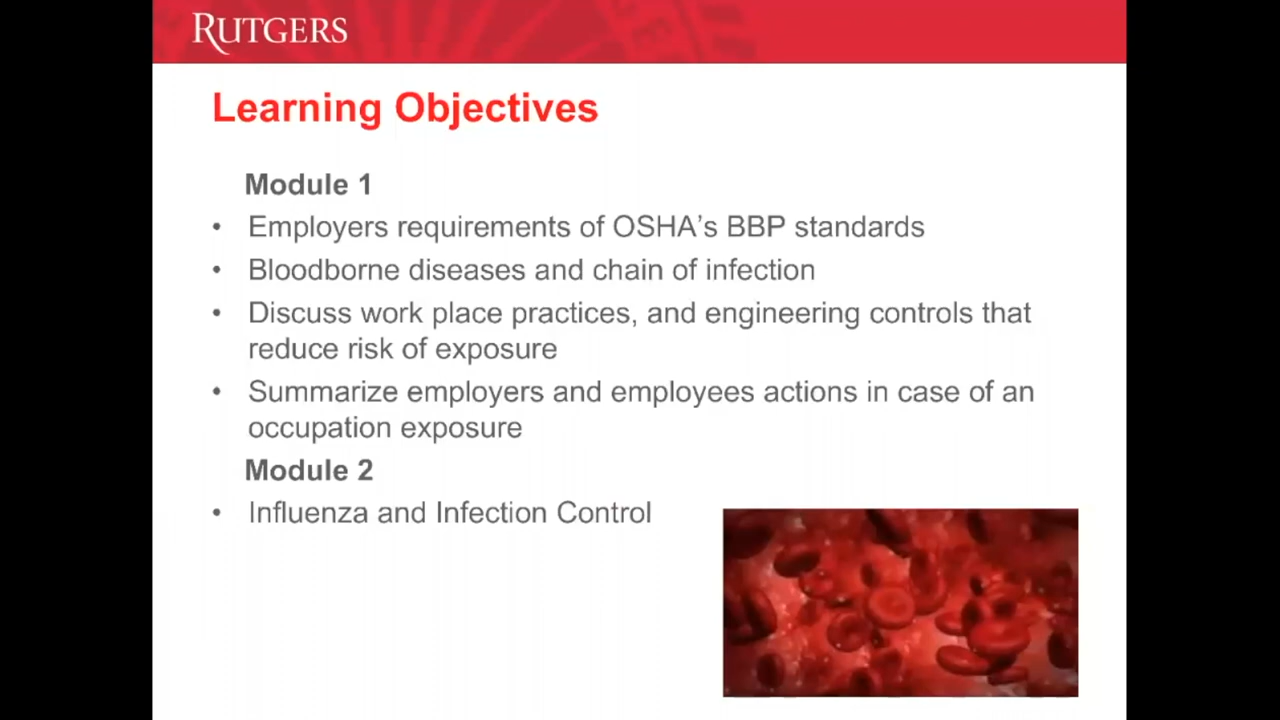 RUTGERS
Learning Objectives
Module 1
• Employers requirements of OSHA’s BBP standards
• Bloodborne diseases and chain of infection
• Discuss work place practices, and engineering controls that
reduce risk of exposure
• Summarize employers and employees actions in case of an
occupation exposure
Module 2
• Influenza and Infection Control